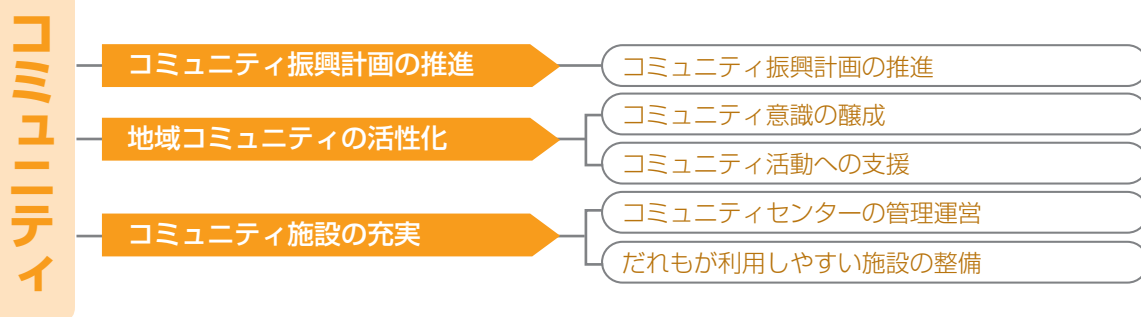 コミュニティ
コミュニティ振興計画の推進
コミュニティ振興計画の推進
地域コミュニティの活性化
コミュニティ意識の醸成
コミュニティ活動への支援
コミュニティ施設の充実
コミュニティセンターの管理運営
だれもが利用しやすい施設の整備